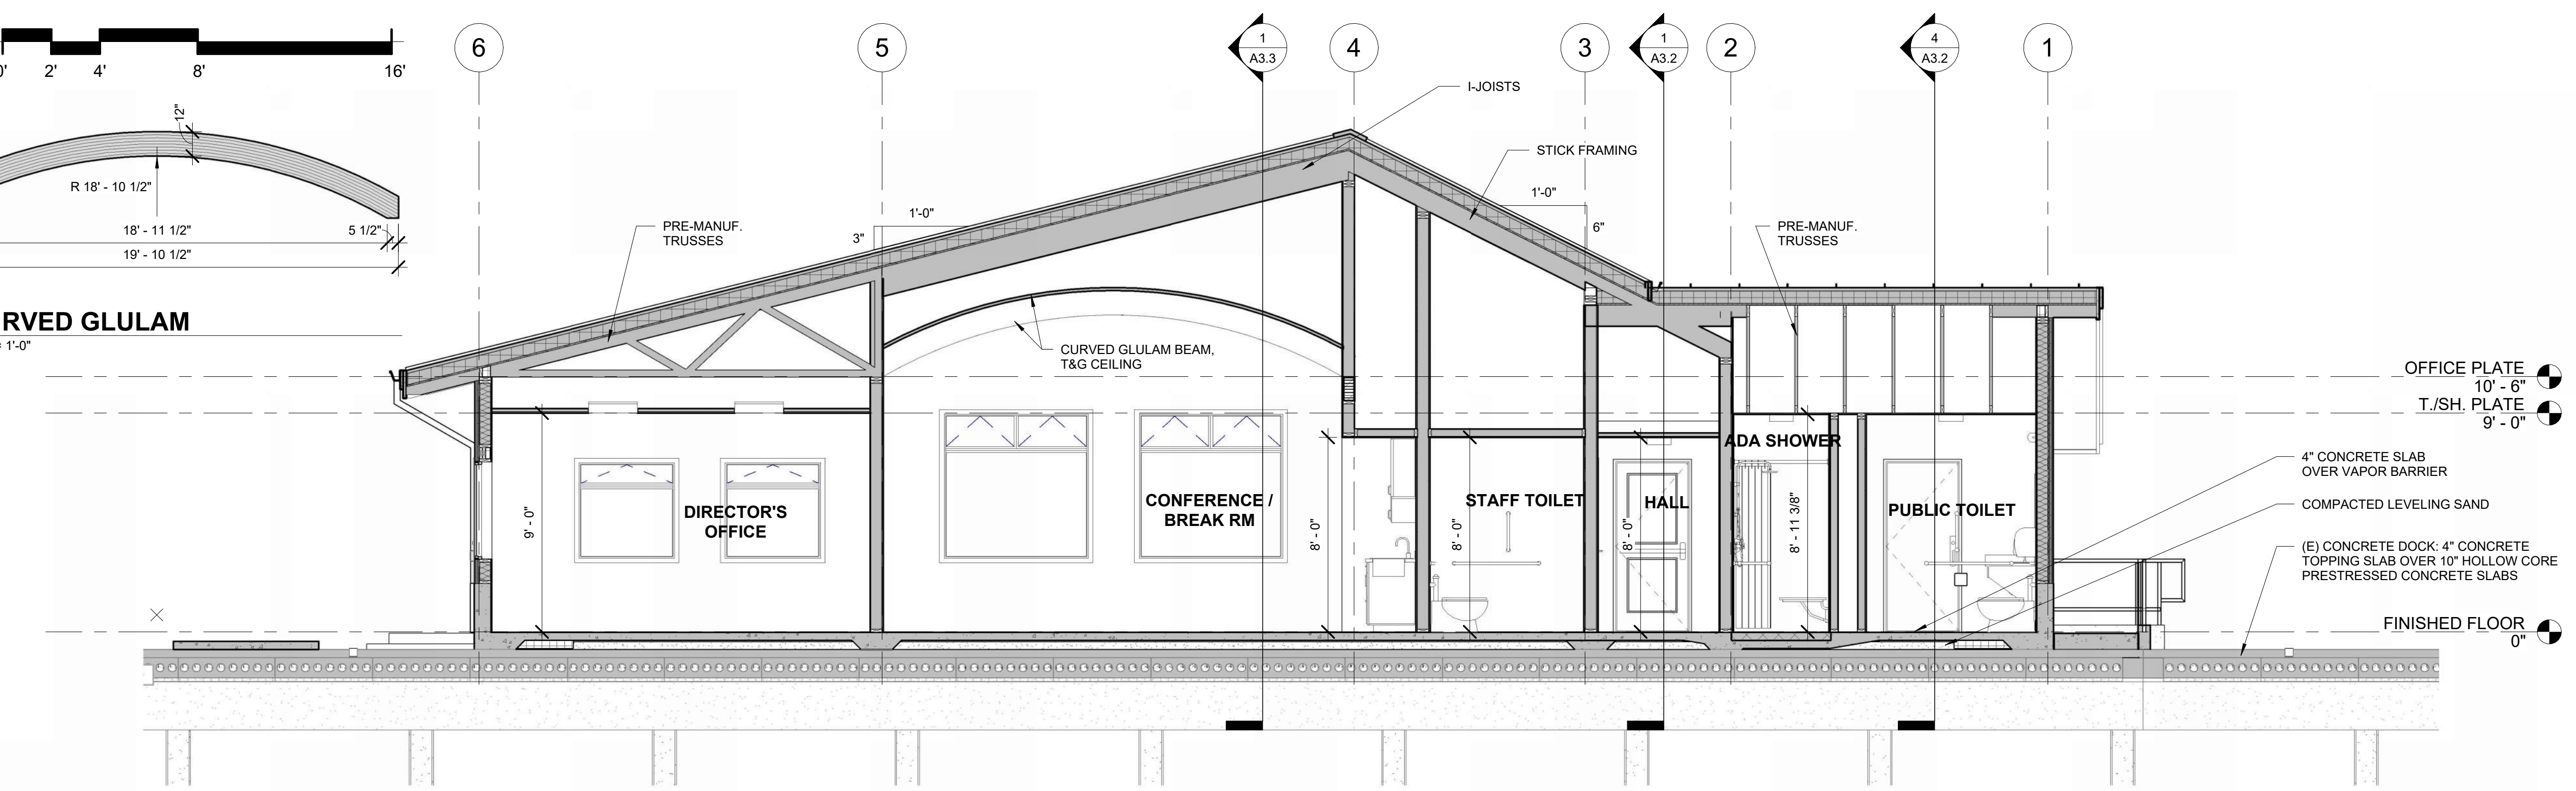 0' 2' 4' 8' 16'
6
5
1
A3.3
4
3
1
A3.2
2
4
A3.2
1
12"
R 18' - 10 1/2"
18' - 11 1/2"
5 1/2"
19' - 10 1/2"
RVED GLULAM
= 1'-0"
I-JOISTS
STICK FRAMING
1'-0"
6"
1'-0"
3"
PRE-MANUF.
TRUSSES
PRE-MANUF.
TRUSSES
CURVED GLULAM BEAM,
T&G CEILING
OFFICE PLATE
10' - 6"
T./SH. PLATE
9' - 0"
ADA SHOWER
4" CONCRETE SLAB
OVER VAPOR BARRIER
COMPACTED LEVELING SAND
(E) CONCRETE DOCK: 4" CONCRETE
TOPPING SLAB OVER 10" HOLLOW CORE
PRESTRESSED CONCRETE SLABS
9' - 0"
DIRECTOR'S
OFFICE
CONFERENCE /
BREAK RM
8' - 0"
8' - 0"
STAFF TOILET
8' - 0"
HALL
8' - 11 3/8"
PUBLIC TOILET
FINISHED FLOOR
0"